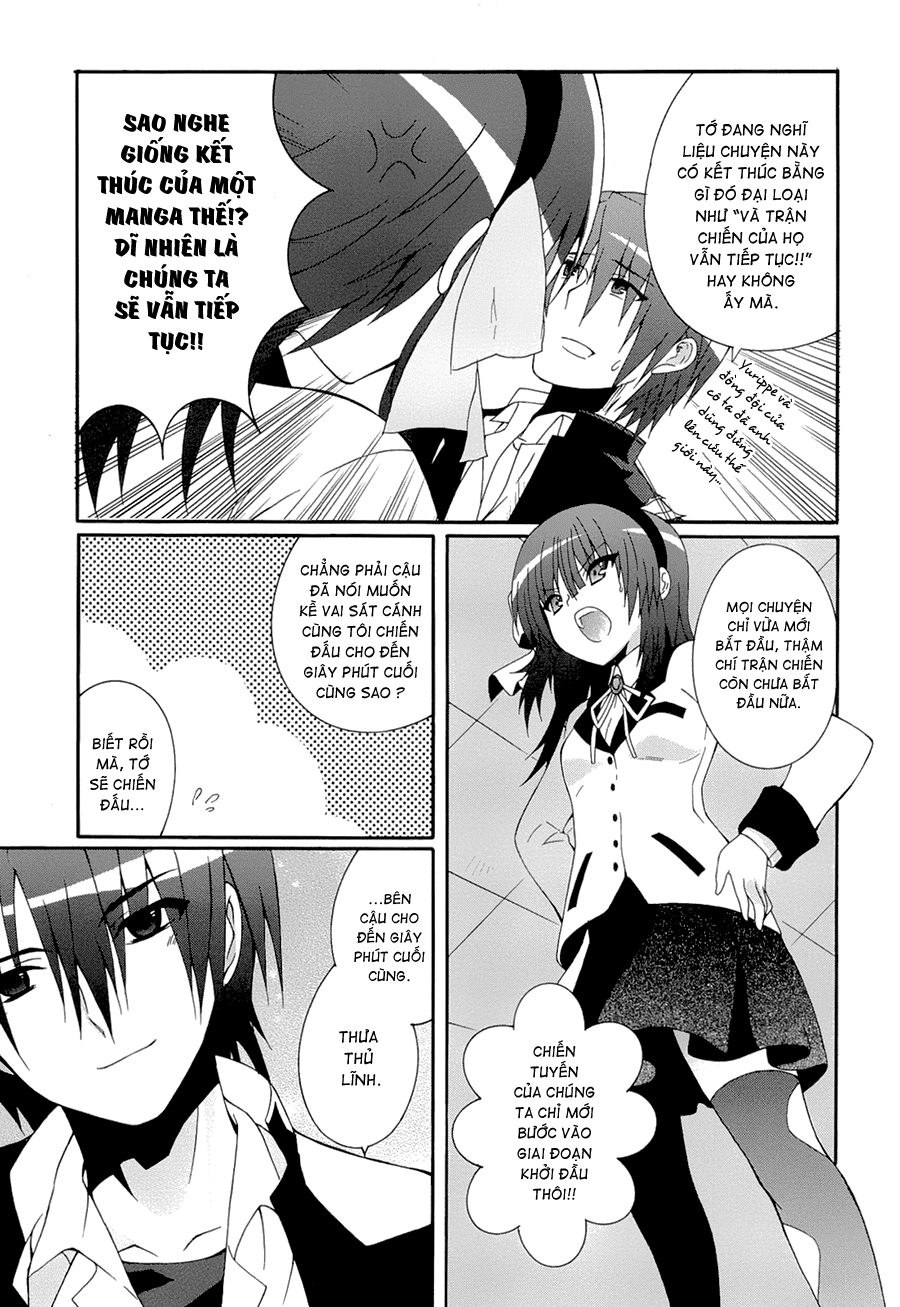 TỚ ĐANG NGHĨ
LIỆU CHUYỆN NÀY
CÓ KẾT THÚC BẰNG
GÌ ĐÓ ĐẠI LOẠI
NHƯ “VÀ TRẬN
CHIẾN CỦA HỌ
VẪN TIẾP TỤC!!”
HAY KHÔNG
ẤY MÀ.
Yurippe và
đồng đội của
cô ta đã anh
dũng đứng
lên cứu thế
giới này...
SAO NGHE
GIỐNG KẾT
THÚC CỦA MỘT
MANGA THẾ!?
DĨ NHIÊN LÀ
CHÚNG TA
SẼ VẪN TIẾP
TỤC!!
MỌI CHUYỆN
CHỈ VỪA MỚI
BẮT ĐẦU, THẬM
CHÍ TRẬN CHIẾN
CÒN CHƯA BẮT
ĐẦU NỮA.
CHIẾN
TUYẾN
CỦA CHÚNG
TA CHỈ MỚI
BƯỚC VÀO
GIAI ĐOẠN
KHỞI ĐẦU
THÔI!!
CHẲNG PHẢI CẬU
ĐÃ NÓI MUỐN
KỀ VAI SÁT CÁNH
CÙNG TÔI CHIẾN
ĐẤU CHO ĐẾN
GIÂY PHÚT CUỐI
CÙNG SAO ?
BIẾT RỒI
MÀ, TỚ
SẼ CHIẾN
ĐẤU...
...BÊN
CẬU CHO
ĐẾN GIÂY
PHÚT CUỐI
CÙNG.
THƯA
THỦ
LĨNH.